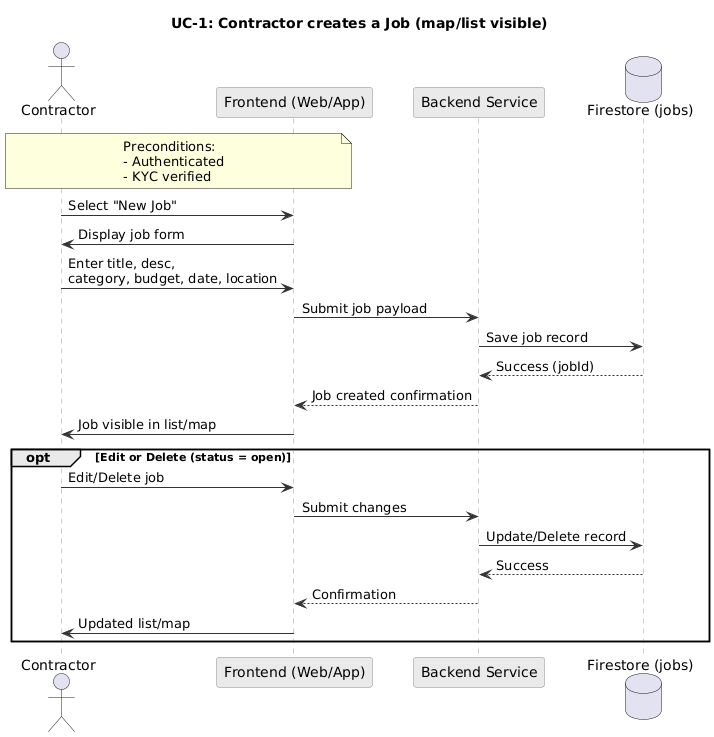 UC-1: Contractor creates a Job (map/list visible)
Contractor
Frontend (Web/App)
Backend Service
Firestore (jobs)
Preconditions:
- Authenticated
- KYC verified
Select "New Job"
Display job form
Enter title, desc,
category, budget, date, location
Submit job payload
Save job record
Success (jobId)
Job created confirmation
Job visible in list/map
opt [Edit or Delete (status = open)]
Edit/Delete job
Submit changes
Update/Delete record
Success
Confirmation
Updated list/map
Contractor
Frontend (Web/App)
Backend Service
Firestore (jobs)